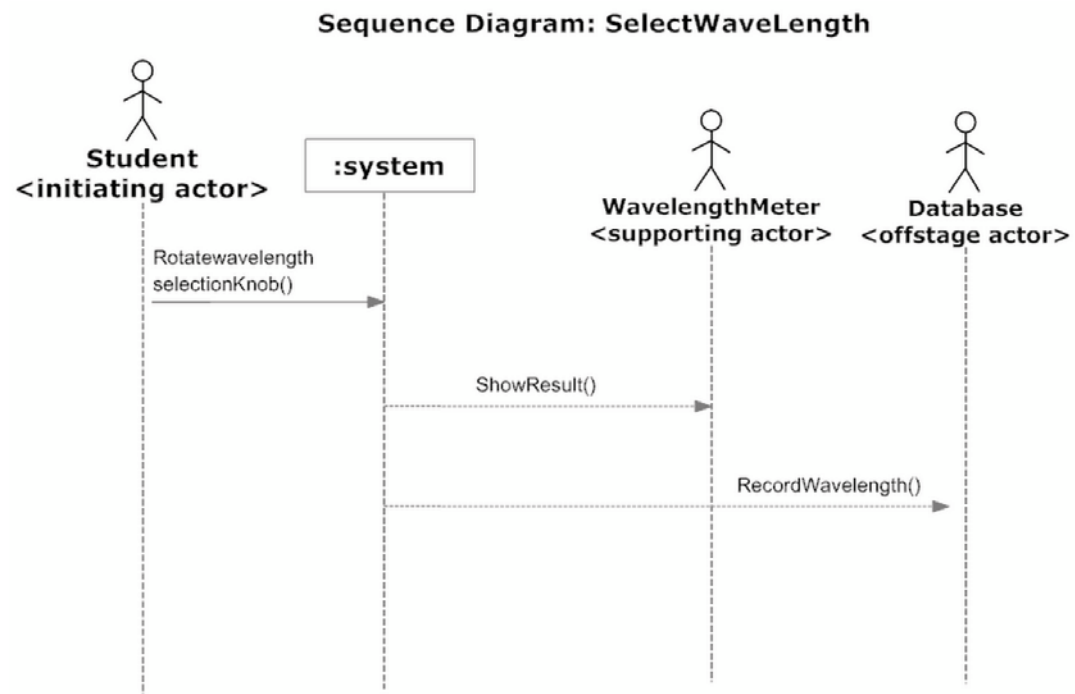 Sequence Diagram: SelectWaveLength
Student
<initiating actor>
:system
WavelengthMeter
<supporting actor>
Database
<offstage actor>
Rotatewavelength
selectionKnob()
ShowResult()
RecordWavelength()